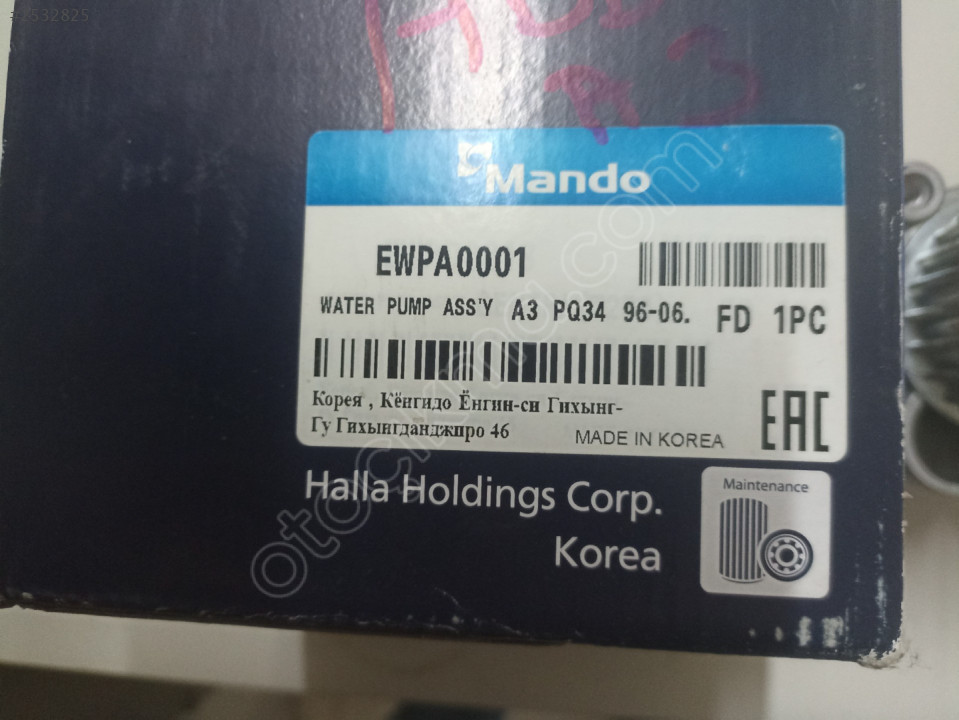 #2532825
A3
Mando
EWPA0001
WATER PUMP ASS'Y A3 PQ34 96-06. FD 1PC
Корея , Кёнгидо Ёнгин-си Гихынг-
Гу Гихынгданджиро 46
MADE IN KOREA
EAC
Halla Holdings Corp.
Korea
Maintenance
otocikma.com